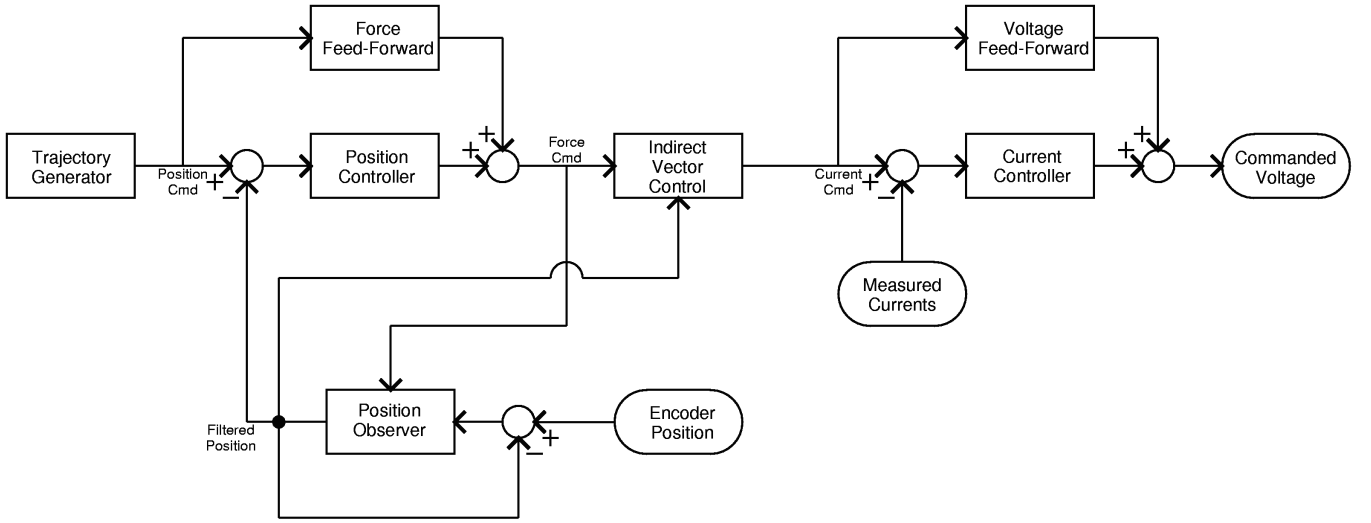 Force
Feed-Forward
Voltage
Feed-Forward
Trajectory
Generator
Position
Cmd
+
−
Position
Controller
+
+
Force
Cmd
Indirect
Vector
Control
Current
Cmd
+
−
Current
Controller
+
+
Commanded
Voltage
Measured
Currents
Filtered
Position
Position
Observer
+
−
Encoder
Position